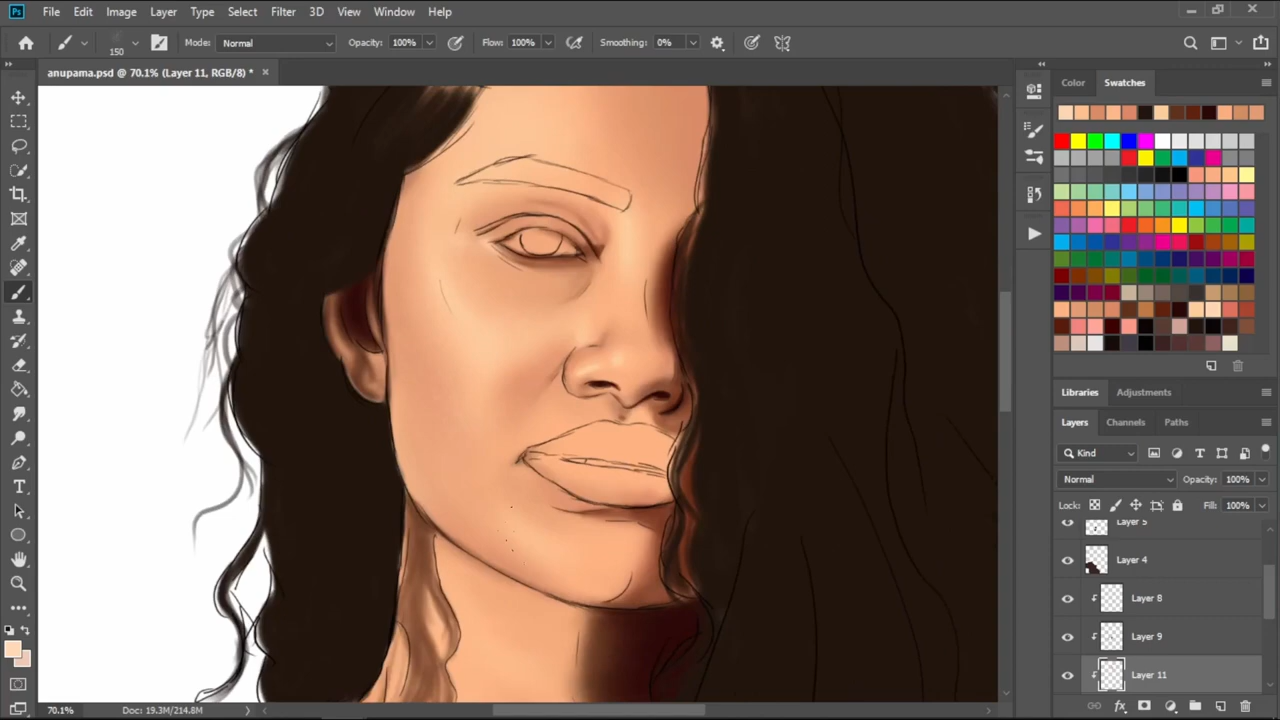 Ps File Edit Image Layer Type Select Filter 3D View Window Help
150 Mode: Normal Opacity: 100% Flow: 100% Smoothing: 0%
anupama.psd @ 70.1% (Layer 11, RGB/8) * ×
Color Swatches
Libraries Adjustments
Layers Channels Paths
Kind
Normal Opacity: 100%
Lock: Fill: 100%
Layer 5
Layer 4
Layer 8
Layer 9
Layer 11
70.1% Doc: 19.3M/214.8M
fx